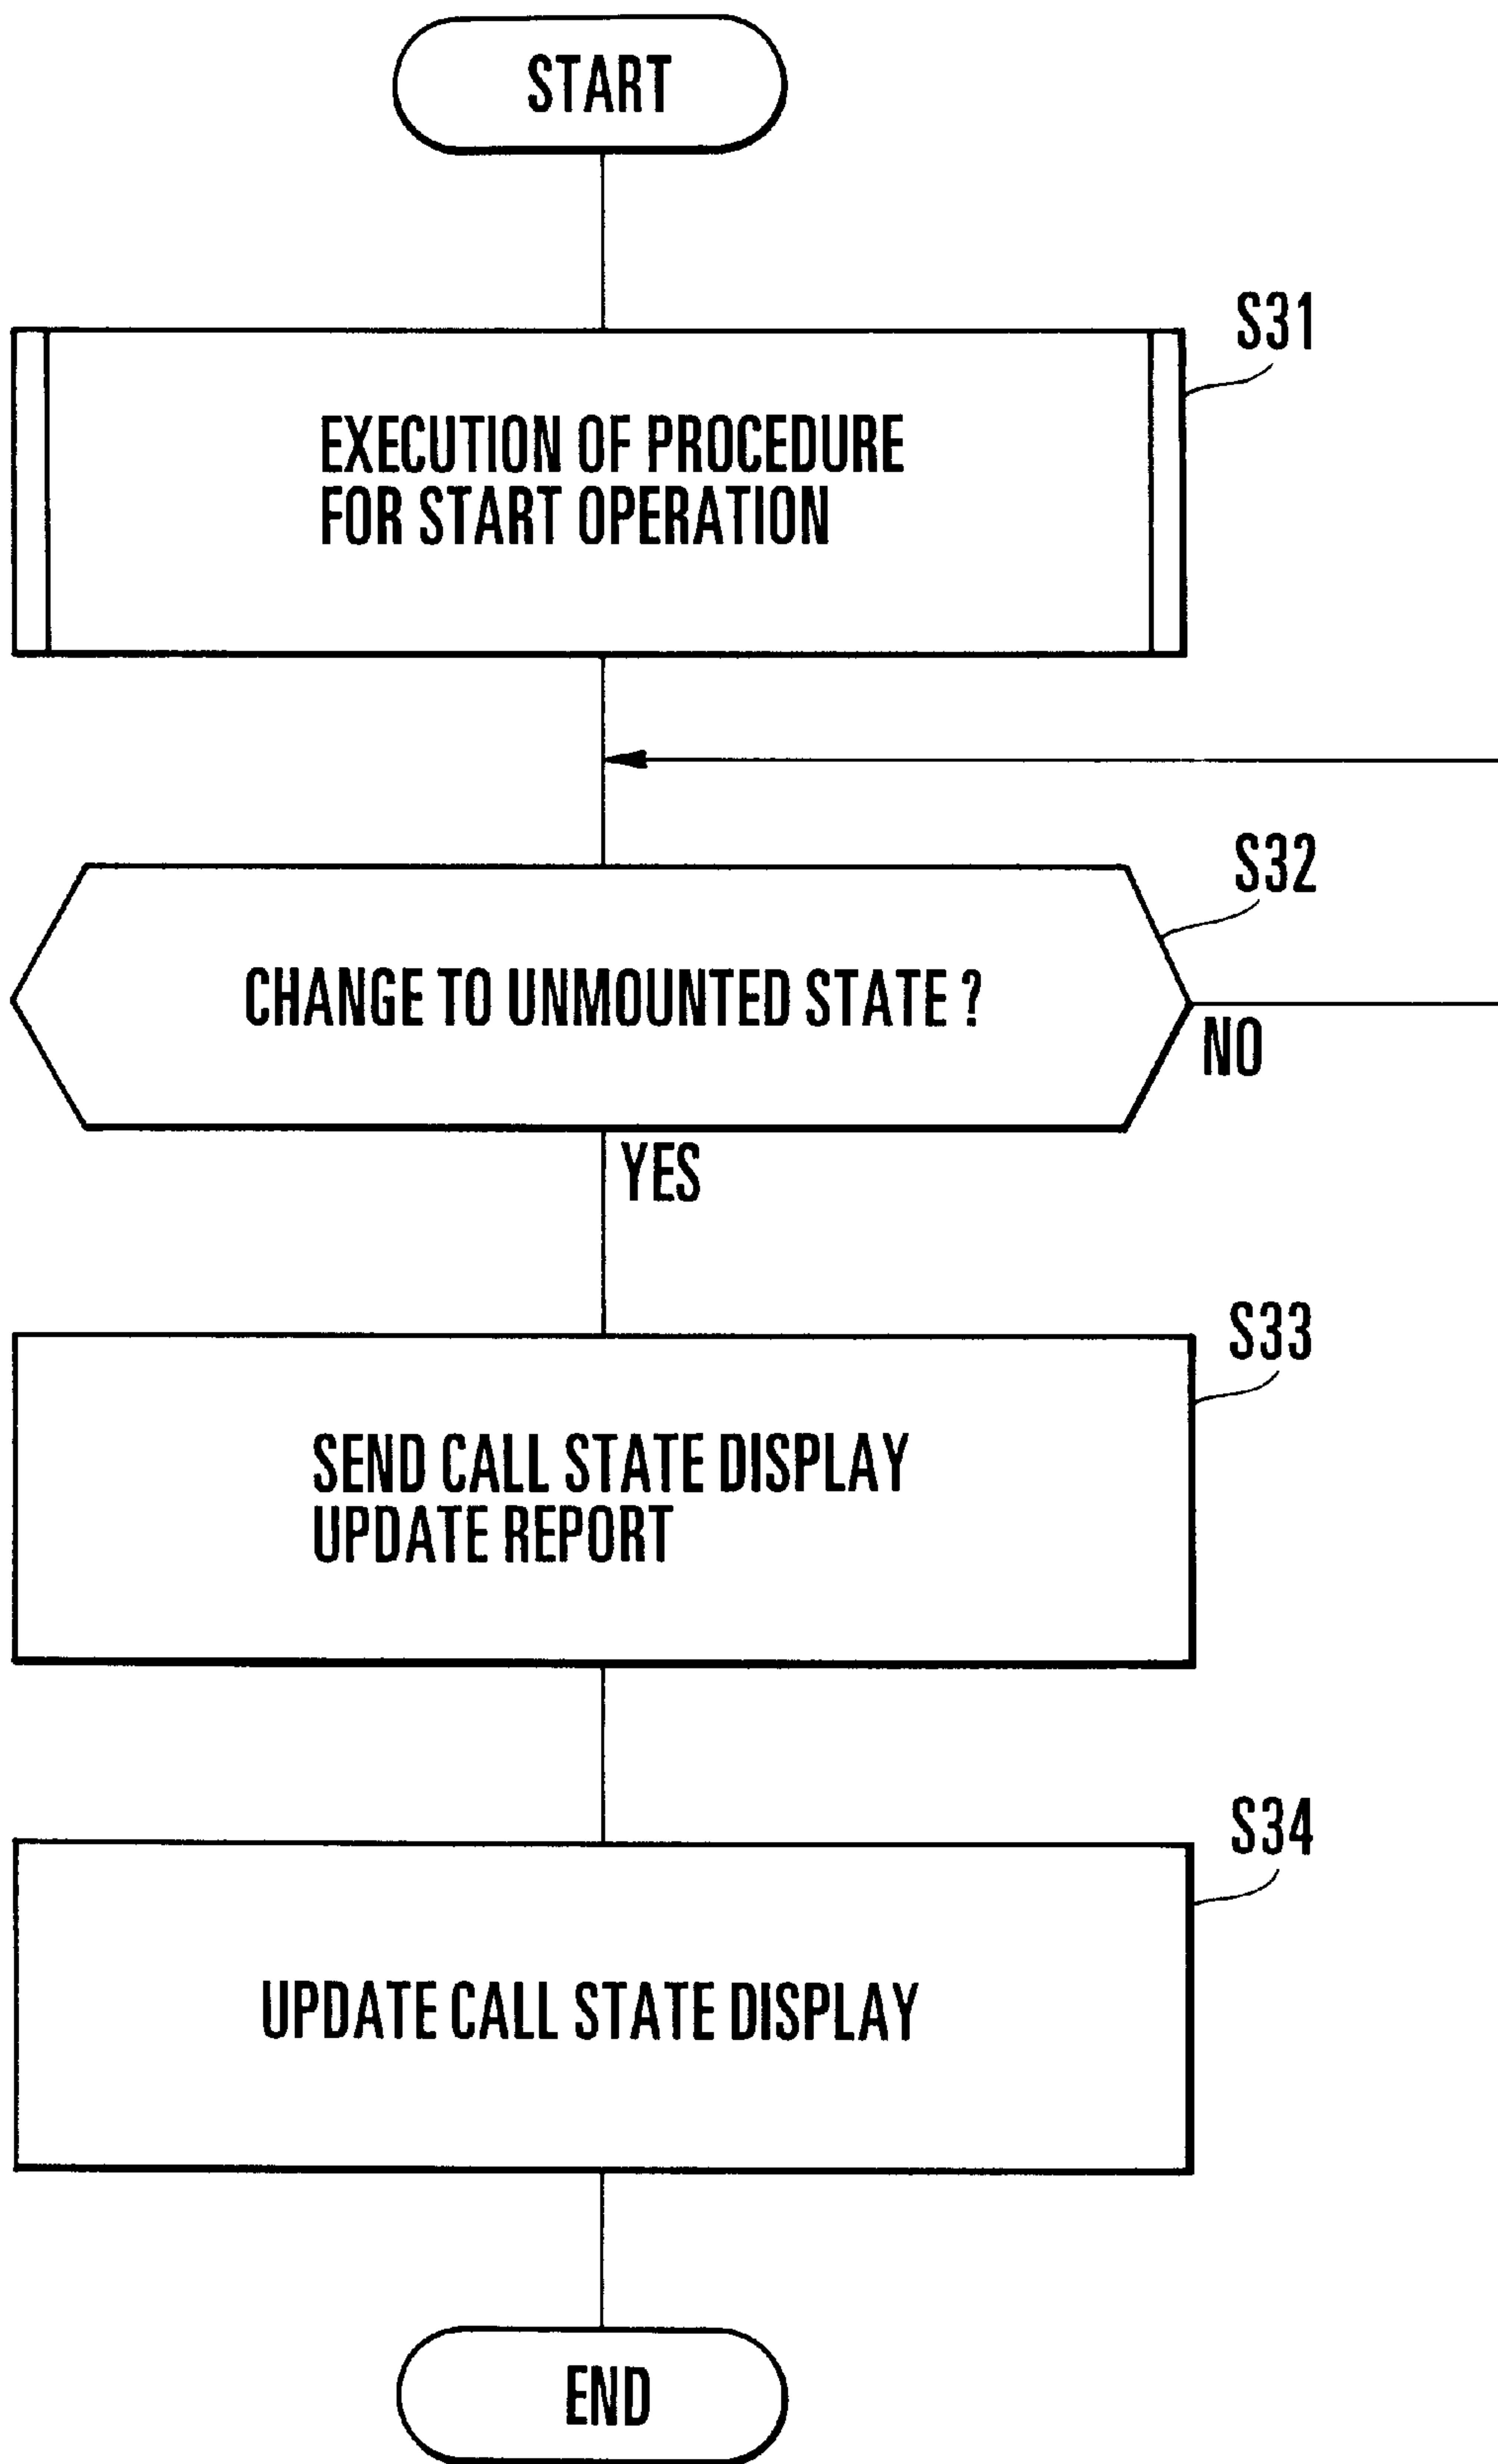 START
S31
EXECUTION OF PROCEDURE
FOR START OPERATION
S32
CHANGE TO UNMOUNTED STATE ?
NO
YES
S33
SEND CALL STATE DISPLAY
UPDATE REPORT
S34
UPDATE CALL STATE DISPLAY
END